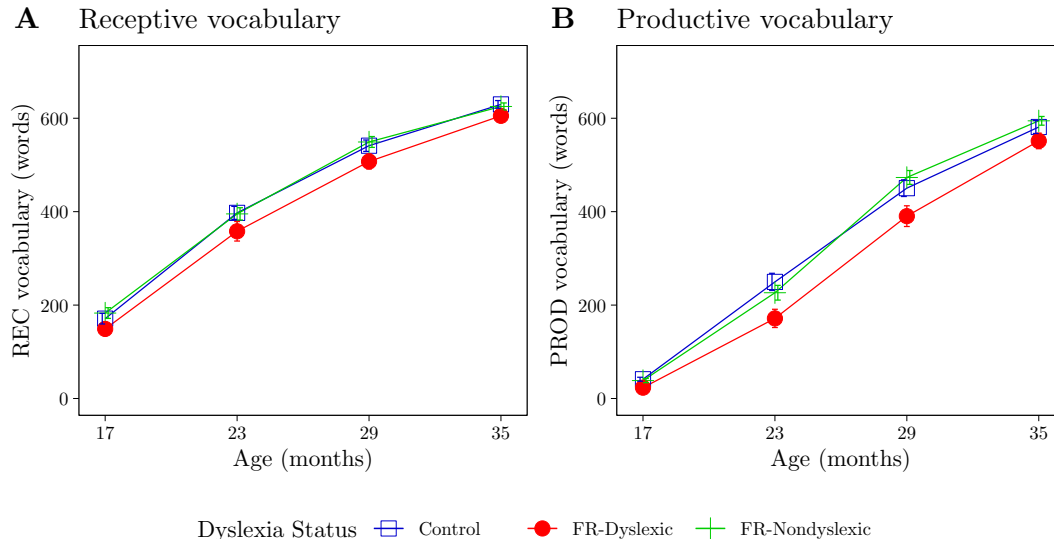 A Receptive vocabulary
REC vocabulary (words)
600
400
200
0
17 23 29 35
Age (months)
B Productive vocabulary
PROD vocabulary (words)
600
400
200
0
17 23 29 35
Age (months)
Dyslexia Status Control FR-Dyslexic FR-Nondyslexic